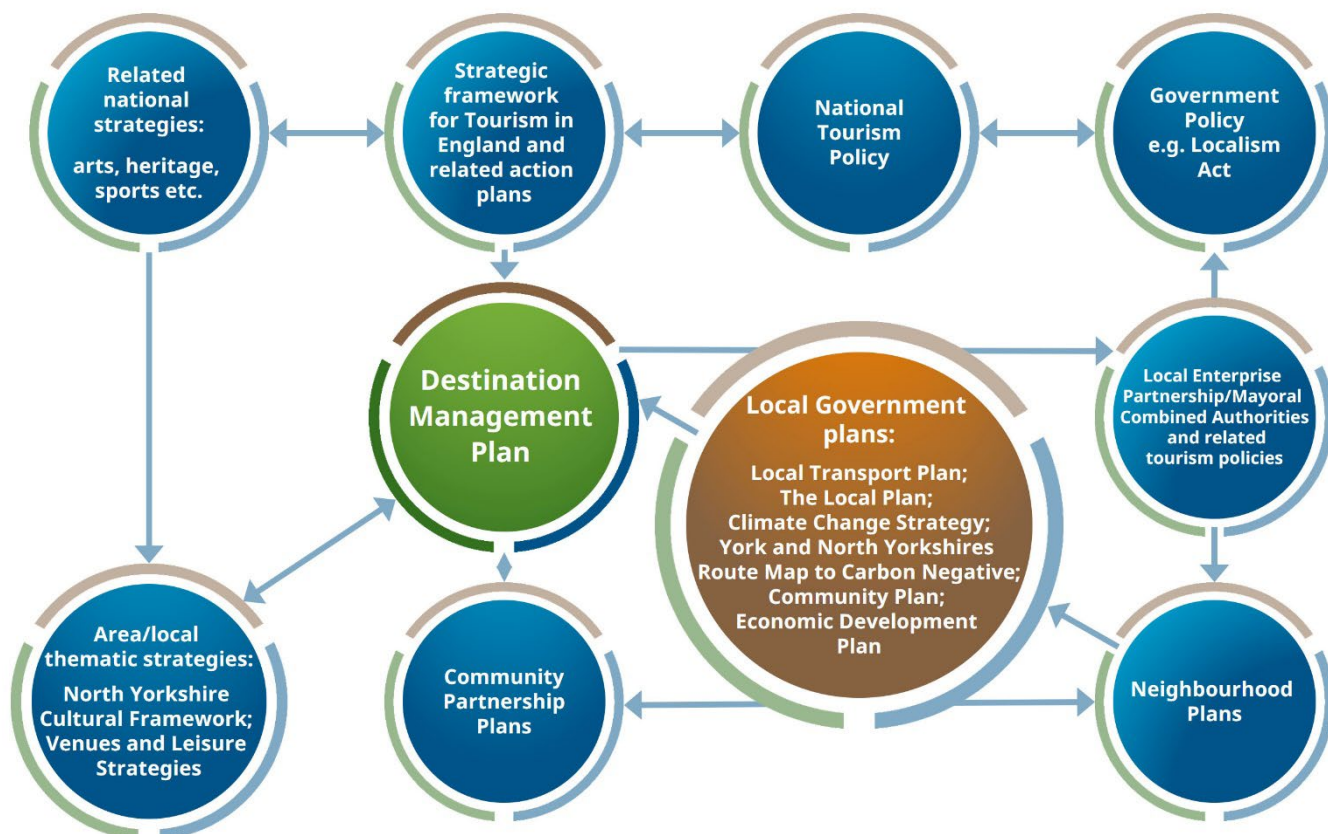 Related
national
strategies:
arts, heritage,
sports etc.
Strategic
framework
for Tourism in
England and
related action
plans
National
Tourism
Policy
Government
Policy
e.g. Localism
Act
Destination
Management
Plan
Local Government
plans:
Local Transport Plan;
The Local Plan;
Climate Change Strategy;
York and North Yorkshires
Route Map to Carbon Negative;
Community Plan;
Economic Development
Plan
Local Enterprise
Partnership/Mayoral
Combined Authorities
and related
tourism policies
Area/local
thematic strategies:
North Yorkshire
Cultural Framework;
Venues and Leisure
Strategies
Community
Partnership
Plans
Neighbourhood
Plans